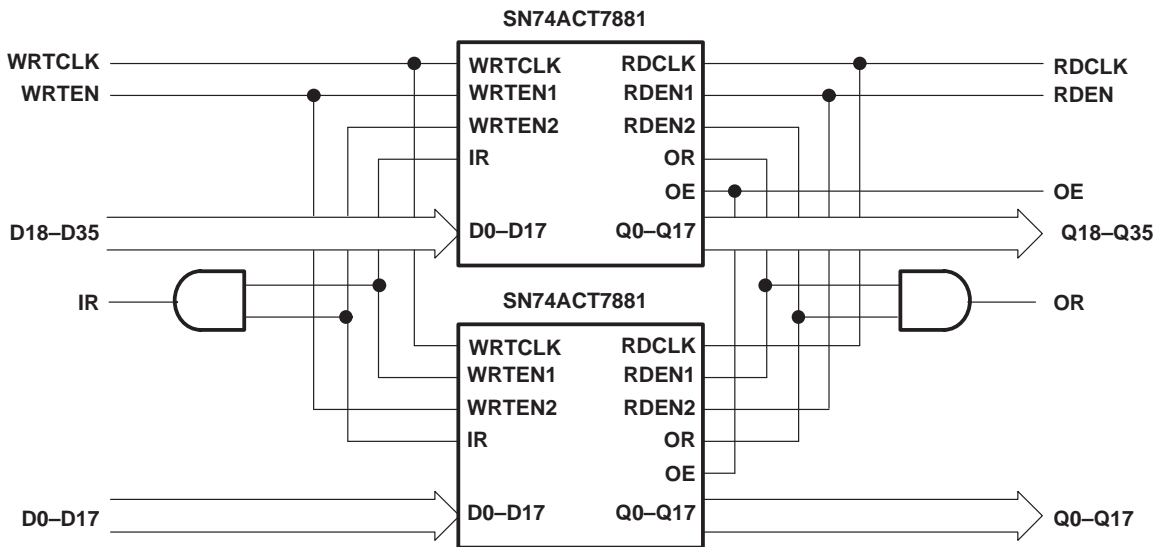 SN74ACT7881
WRTCLK WRTCLK RDCLK RDCLK
WRTEN WRTEN1 RDEN1 RDEN
WRTEN2 RDEN2
IR OR
OE OE
D18–D35 D0–D17 Q0–Q17 Q18–Q35
IR SN74ACT7881 OR
WRTCLK RDCLK
WRTEN1 RDEN1
WRTEN2 RDEN2
IR OR
OE
D0–D17 D0–D17 Q0–Q17 Q0–Q17